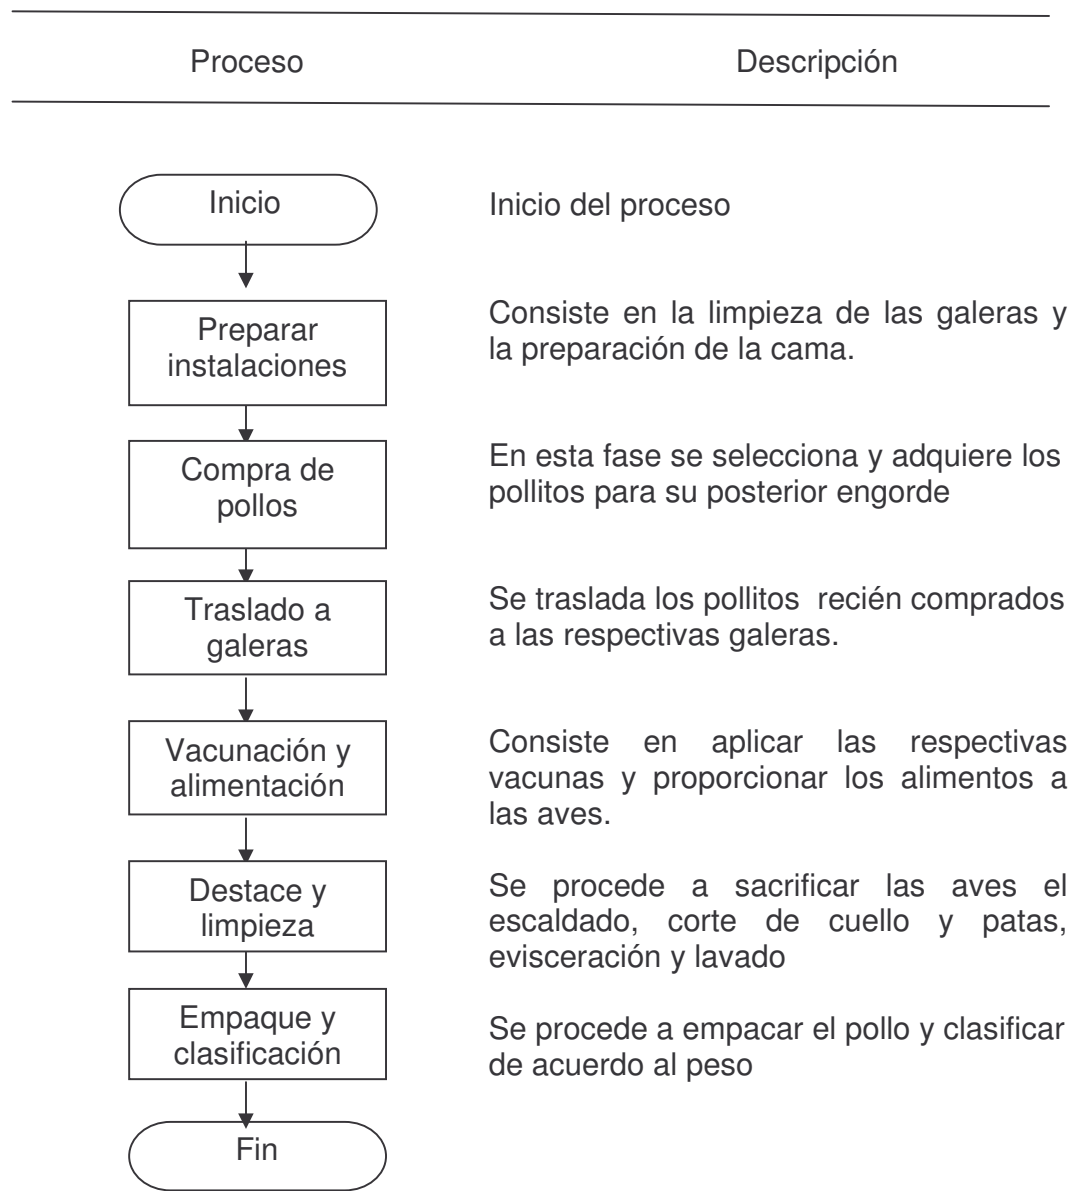 Proceso
Descripción
Inicio
Inicio del proceso
Preparar
instalaciones
Consiste en la limpieza de las galeras y
la preparación de la cama.
Compra de
pollos
En esta fase se selecciona y adquiere los
pollitos para su posterior engorde
Traslado a
galeras
Se traslada los pollitos recién comprados
a las respectivas galeras.
Vacunación y
alimentación
Consiste en aplicar las respectivas
vacunas y proporcionar los alimentos a
las aves.
Destace y
limpieza
Se procede a sacrificar las aves el
escaldado, corte de cuello y patas,
evisceración y lavado
Empaque y
clasificación
Se procede a empacar el pollo y clasificar
de acuerdo al peso
Fin